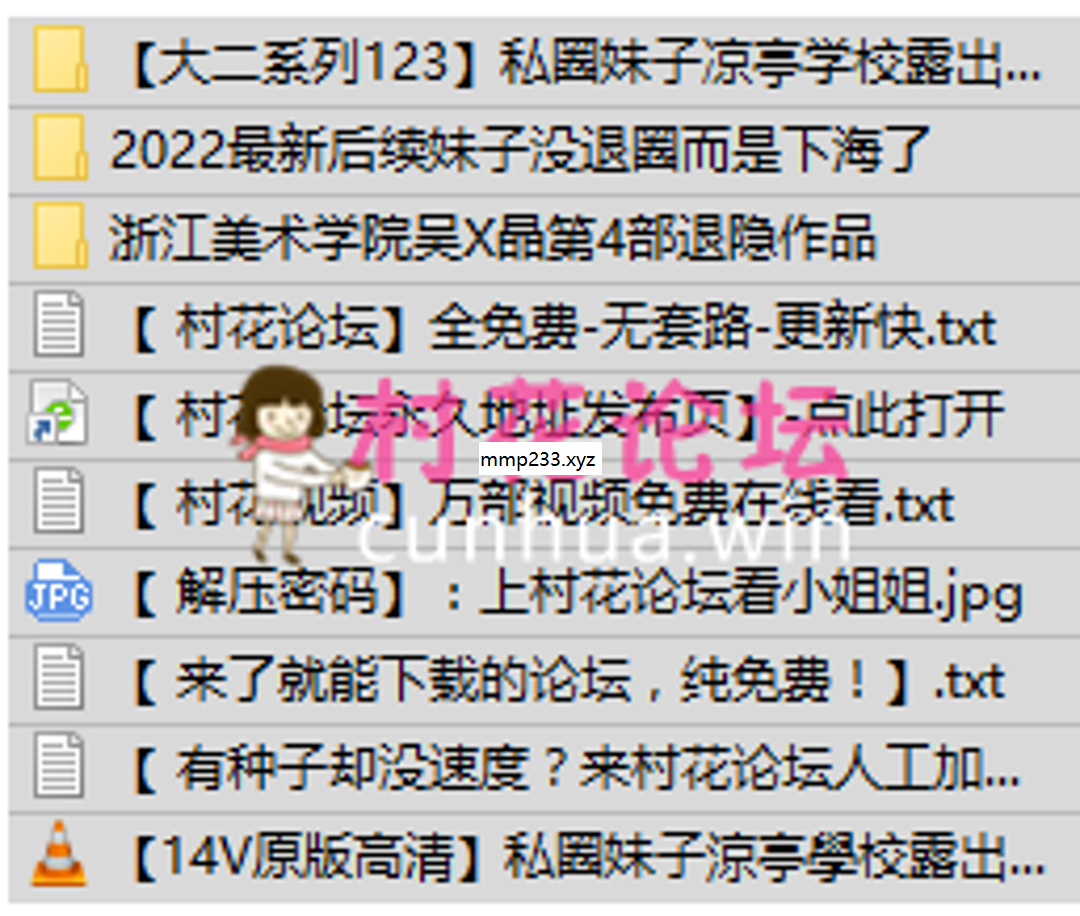 【大二系列123】私圈妹子凉亭学校露出...
2022最新后续妹子没退圈而是下海了
浙江美术学院吴X晶第4部退隐作品
【 村花论坛】全免费-无套路-更新快.txt
【 村花论坛永久地址发布页】-点此打开
村花论坛
mmp233.xyz
【 村花视频】万部视频免费在线看.txt
cunhua.win
【 解压密码】：上村花论坛看小姐姐.jpg
JPG
【 来了就能下载的论坛，纯免费！】.txt
【 有种子却没速度？来村花论坛人工加...
【14V原版高清】私圈妹子涼亭學校露出...